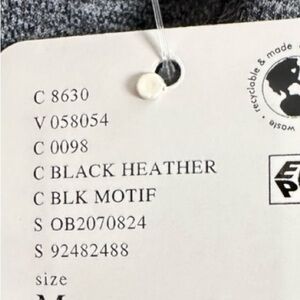 C 8630
V 058054
C 0098
C BLACK HEATHER
C BLK MOTIF
S OB2070824
S 92482488
size
M
recyclable & made
waste